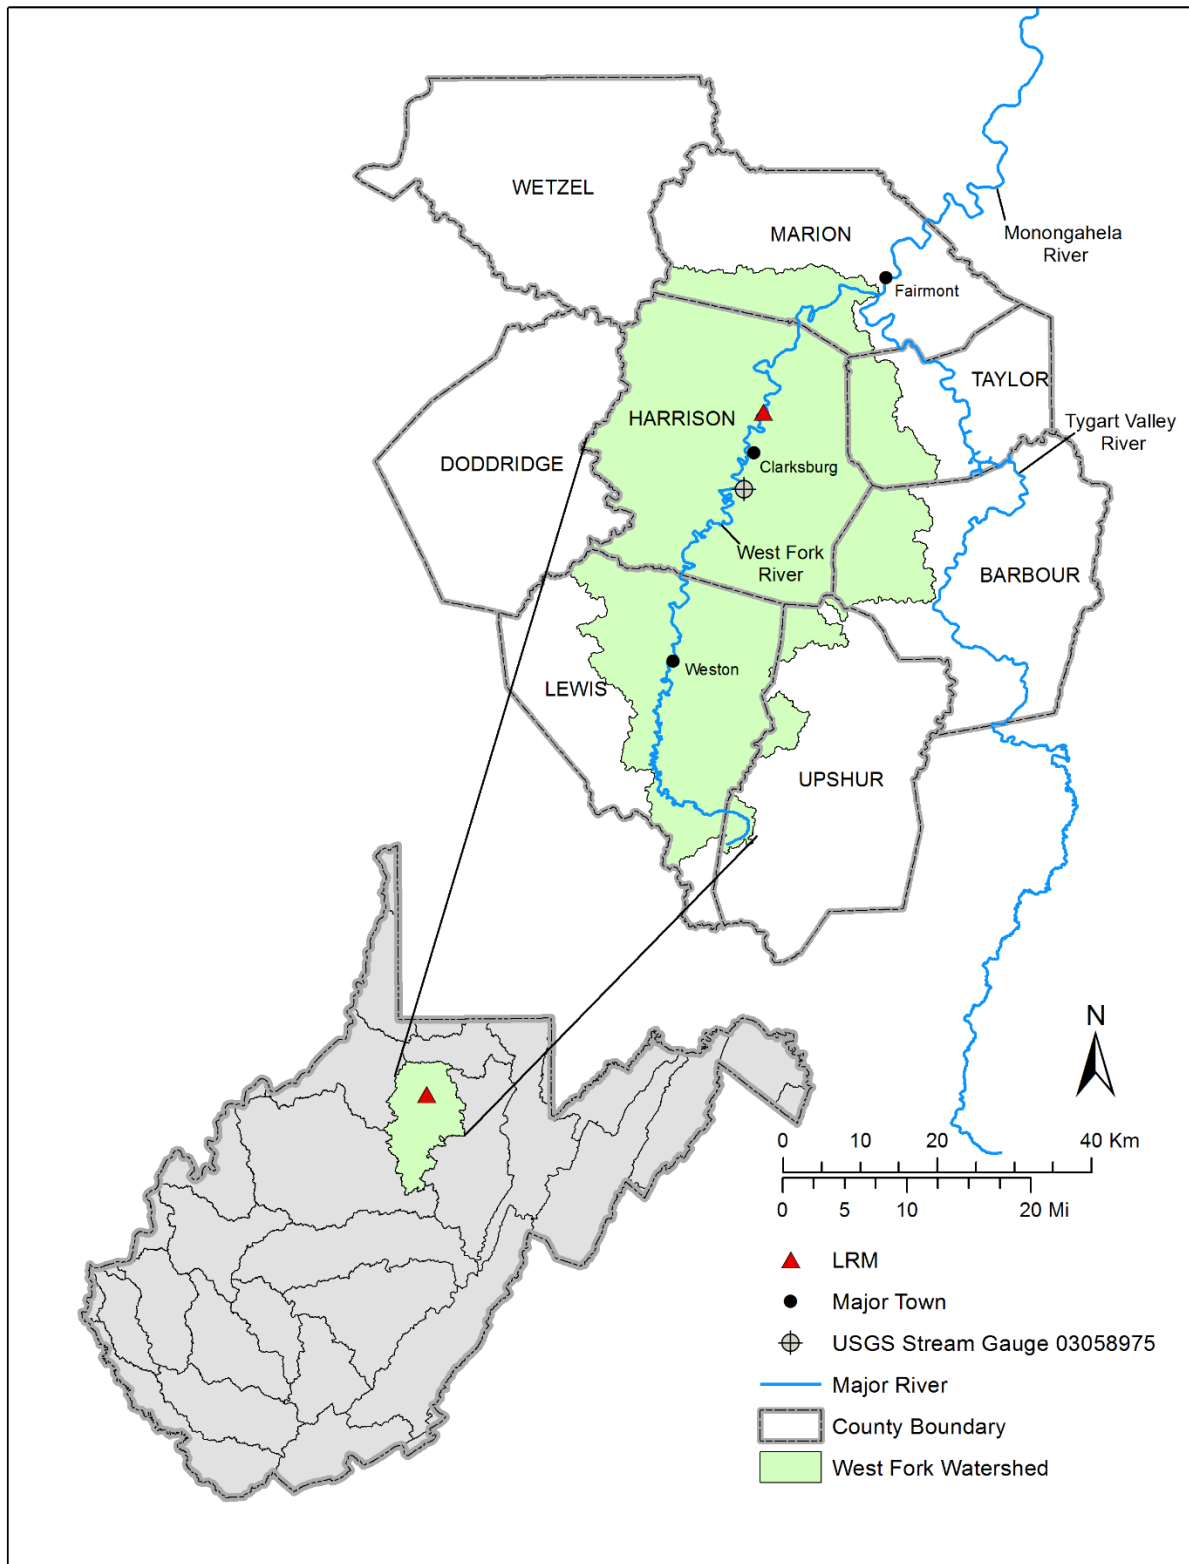 WETZEL
MARION
Monongahela
River
Fairmont
TAYLOR
HARRISON
Tygart Valley
River
DODDRIDGE
Clarksburg
West Fork
River
BARBOUR
Weston
LEWIS
UPSHUR
N
0 10 20 40 Km
0 5 10 20 Mi
LRM
Major Town
USGS Stream Gauge 03058975
Major River
County Boundary
West Fork Watershed